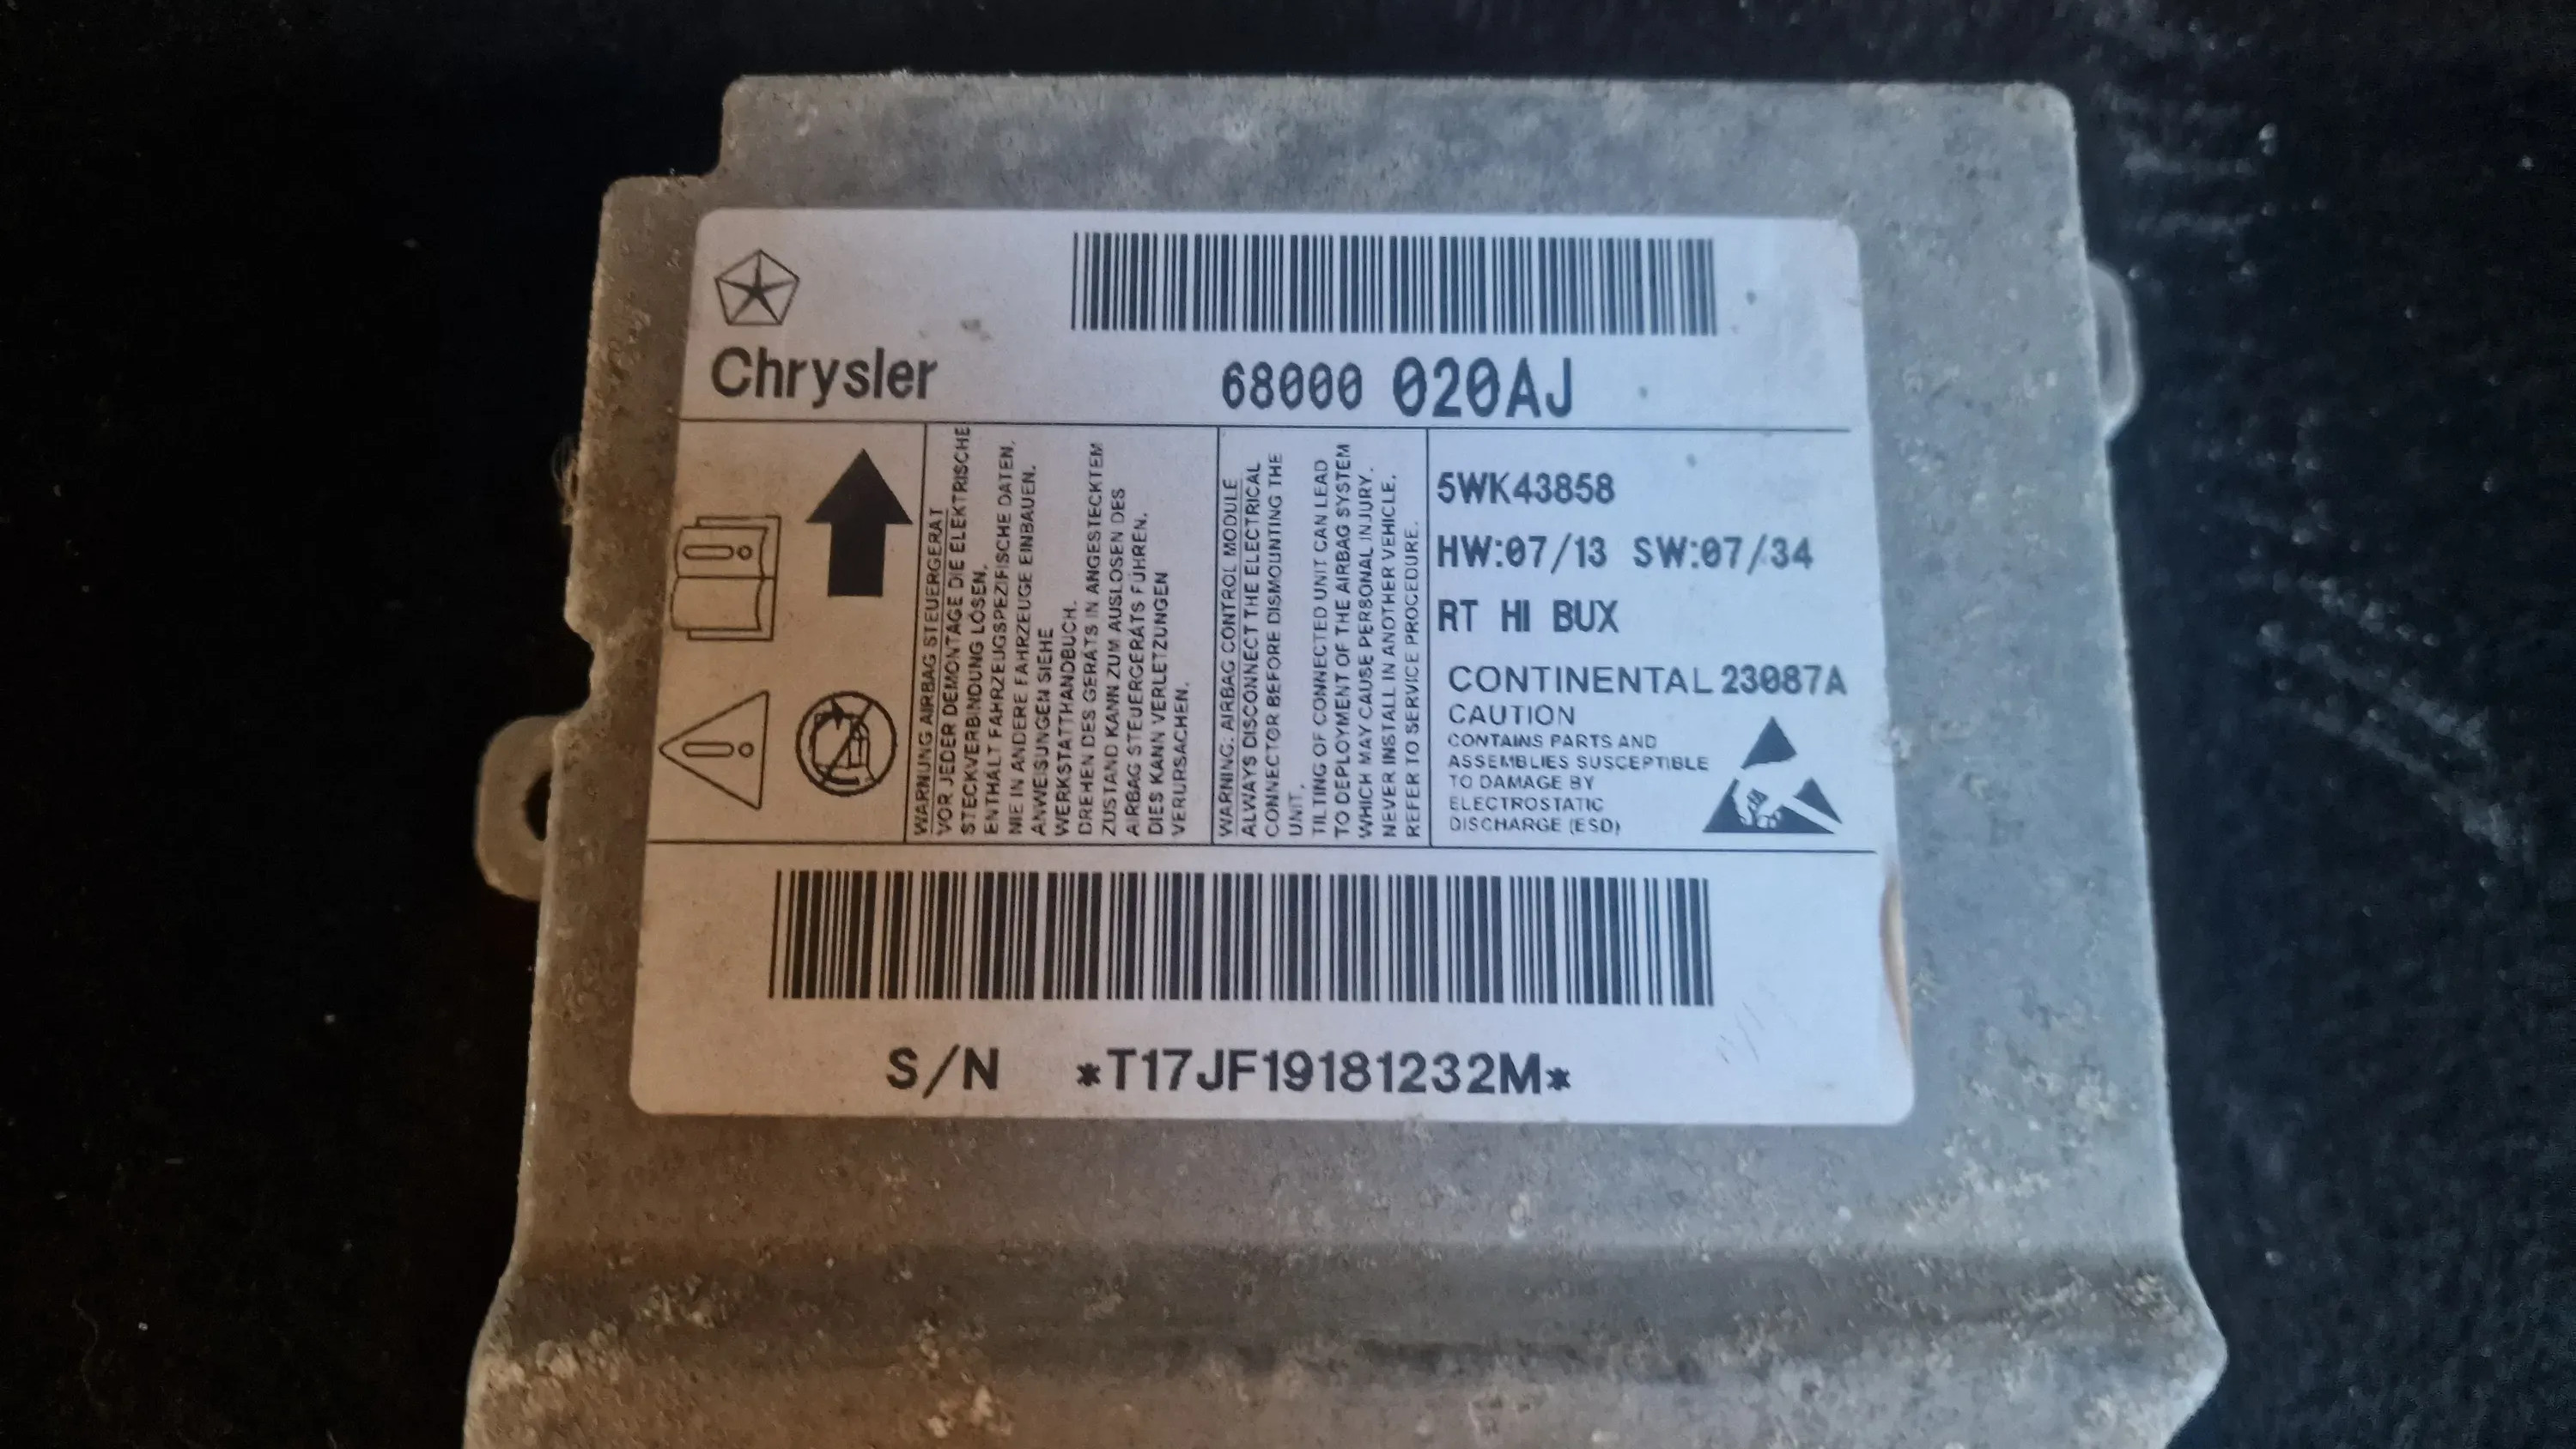 Chrysler 68000 020AJ
WARNUNG AIRBAG STEUERGERÄT
VOR JEDER DEMONTAGE DIE ELEKTRISCHE
STECKVERBINDUNG LÖSEN.
ENTHÄLT FAHRZEUGSPEZIFISCHE DATEN.
NIE IN ANDERE FAHRZEUGE EINBAUEN.
ANWEISUNGEN SIEHE
WERKSTATTHANDBUCH.
DREHEN DES GERÄTS IN ANGESTECKTEM
ZUSTAND KANN ZUM AUSLÖSEN DES
AIRBAG STEUERGERÄTS FÜHREN.
DIES KANN VERLETZUNGEN
VERURSACHEN.
WARNING: AIRBAG CONTROL MODULE
ALWAYS DISCONNECT THE ELECTRICAL
CONNECTOR BEFORE DISMOUNTING THE
UNIT.
TILTING OF CONNECTED UNIT CAN LEAD
TO DEPLOYMENT OF THE AIRBAG SYSTEM
WHICH MAY CAUSE PERSONAL INJURY.
NEVER INSTALL IN ANOTHER VEHICLE.
REFER TO SERVICE PROCEDURE.
5WK43858
HW:07/13 SW:07/34
RT HI BUX
CONTINENTAL 23087A
CAUTION
CONTAINS PARTS AND
ASSEMBLIES SUSCEPTIBLE
TO DAMAGE BY
ELECTROSTATIC
DISCHARGE (ESD)
S/N *T17JF19181232M*